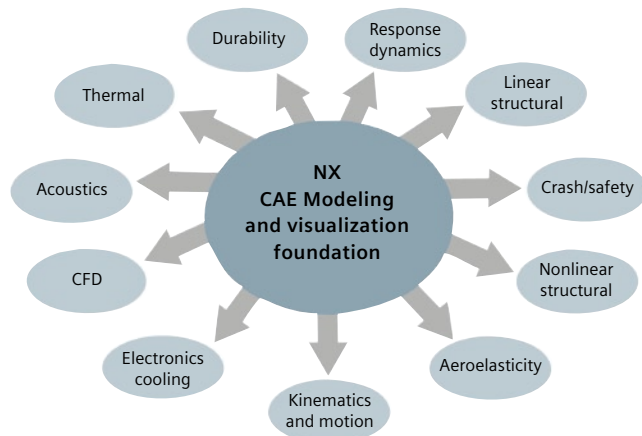 Durability
Response
dynamics
Thermal
Linear
structural
NX
CAE Modeling
and visualization
foundation
Acoustics
Crash/safety
CFD
Nonlinear
structural
Electronics
cooling
Aeroelasticity
Kinematics
and motion